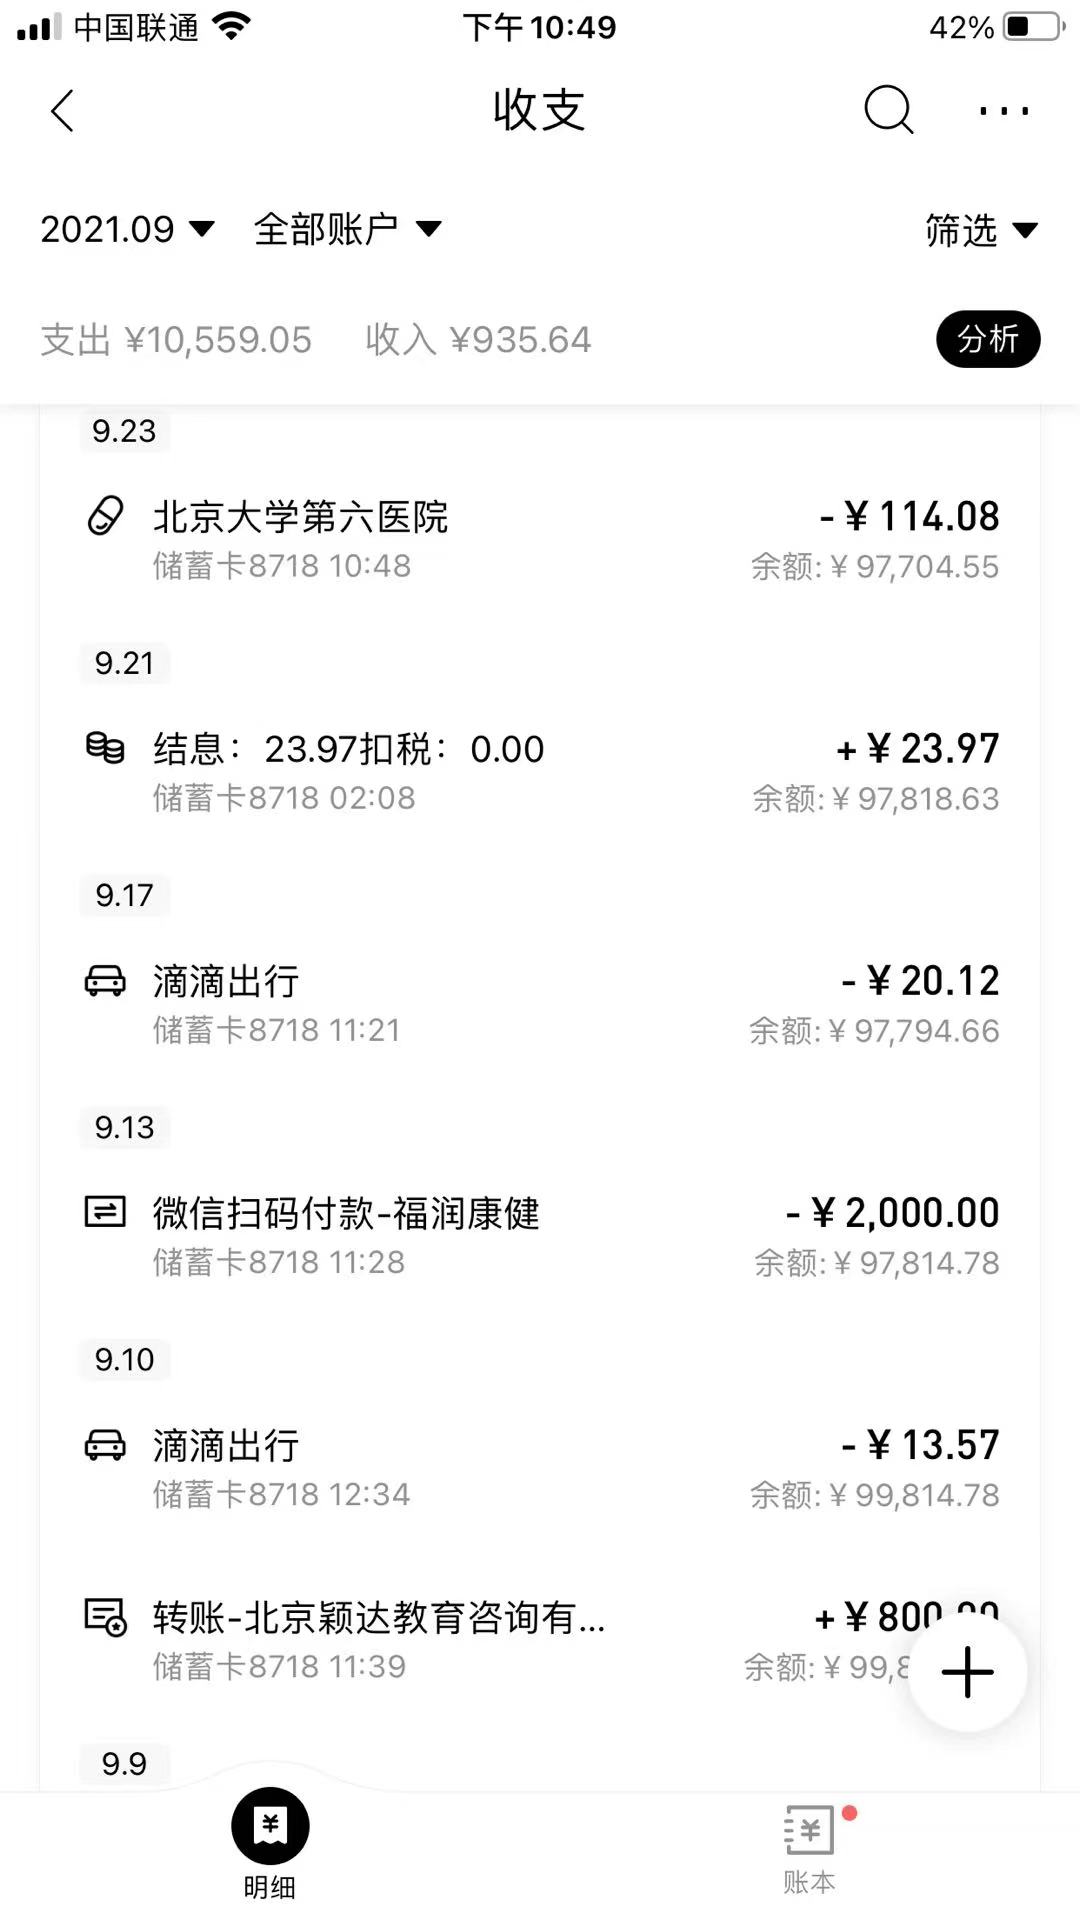 中国联通 下午10:49 42%
收支
2021.09 全部账户 筛选
支出 ¥10,559.05 收入 ¥935.64 分析
9.23
北京大学第六医院 -¥114.08
储蓄卡8718 10:48 余额:¥97,704.55
9.21
结息：23.97扣税：0.00 +¥23.97
储蓄卡8718 02:08 余额:¥97,818.63
9.17
滴滴出行 -¥20.12
储蓄卡8718 11:21 余额:¥97,794.66
9.13
微信扫码付款-福润康健 -¥2,000.00
储蓄卡8718 11:28 余额:¥97,814.78
9.10
滴滴出行 -¥13.57
储蓄卡8718 12:34 余额:¥99,814.78
转账-北京颖达教育咨询有... +¥800.00
储蓄卡8718 11:39 余额:¥99,8
9.9
明细 账本